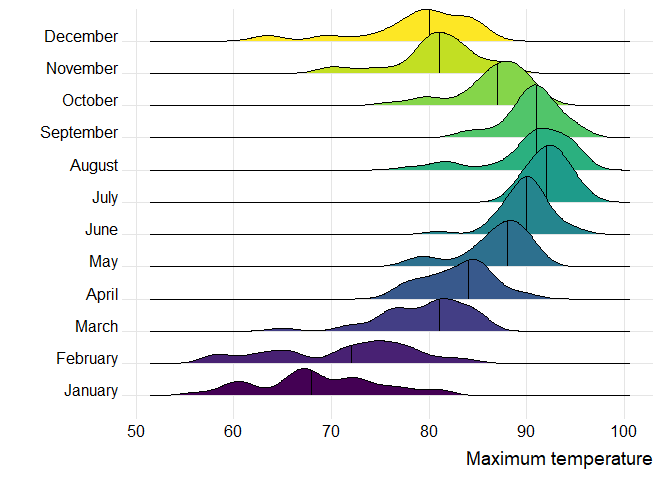 December
November
October
September
August
July
June
May
April
March
February
January
50 60 70 80 90 100
Maximum temperature